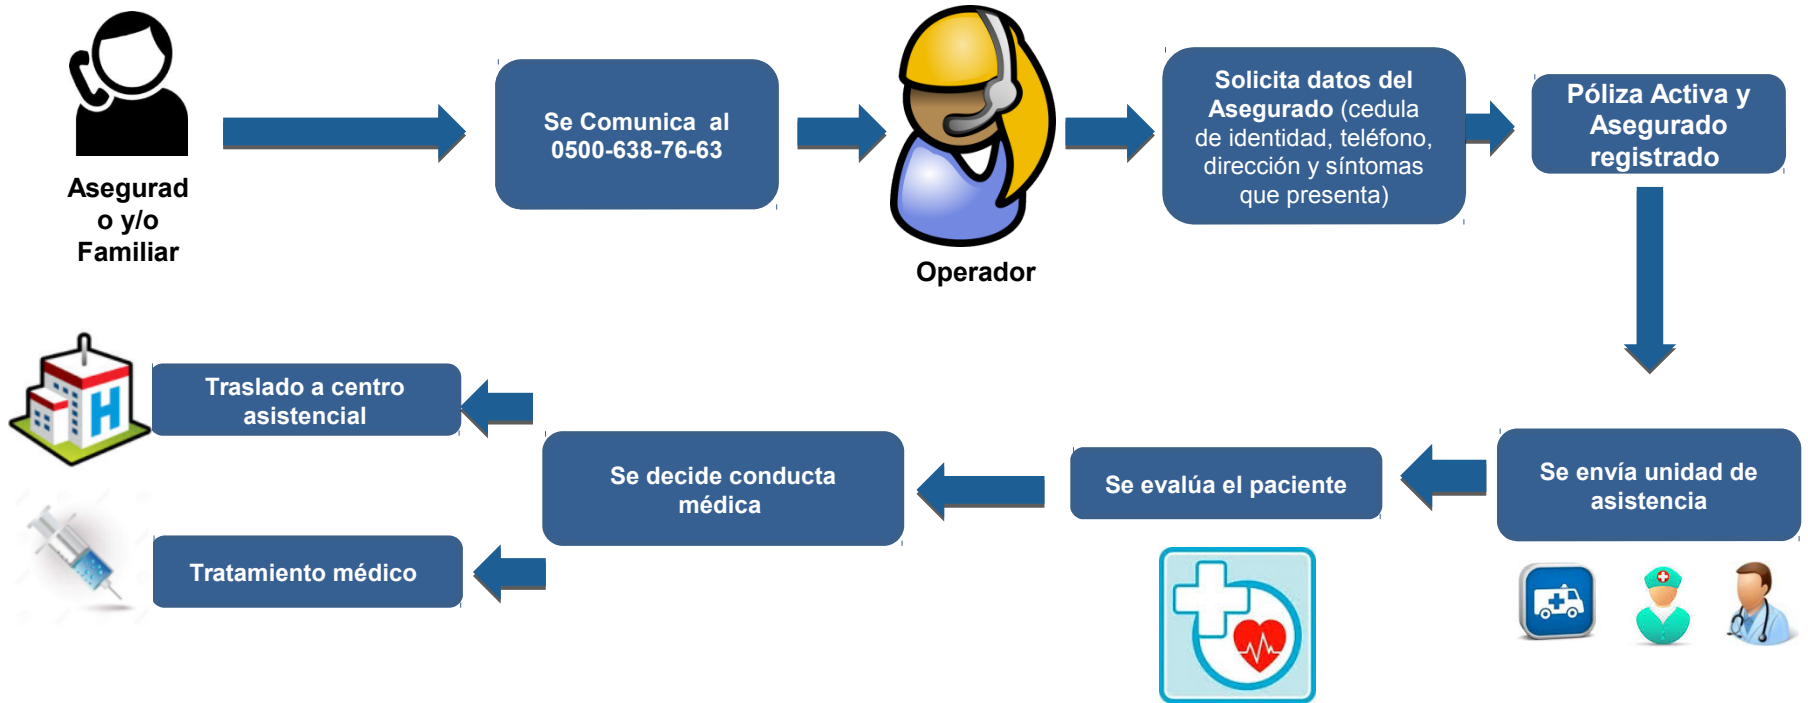 Asegurad
o y/o
Familiar
Se Comunica al
0500-638-76-63
Operador
Solicita datos del
Asegurado (cedula
de identidad, teléfono,
dirección y síntomas
que presenta)
Póliza Activa y
Asegurado
registrado
Se envía unidad de
asistencia
Se evalúa el paciente
Se decide conducta
médica
Traslado a centro
asistencial
H
Tratamiento médico